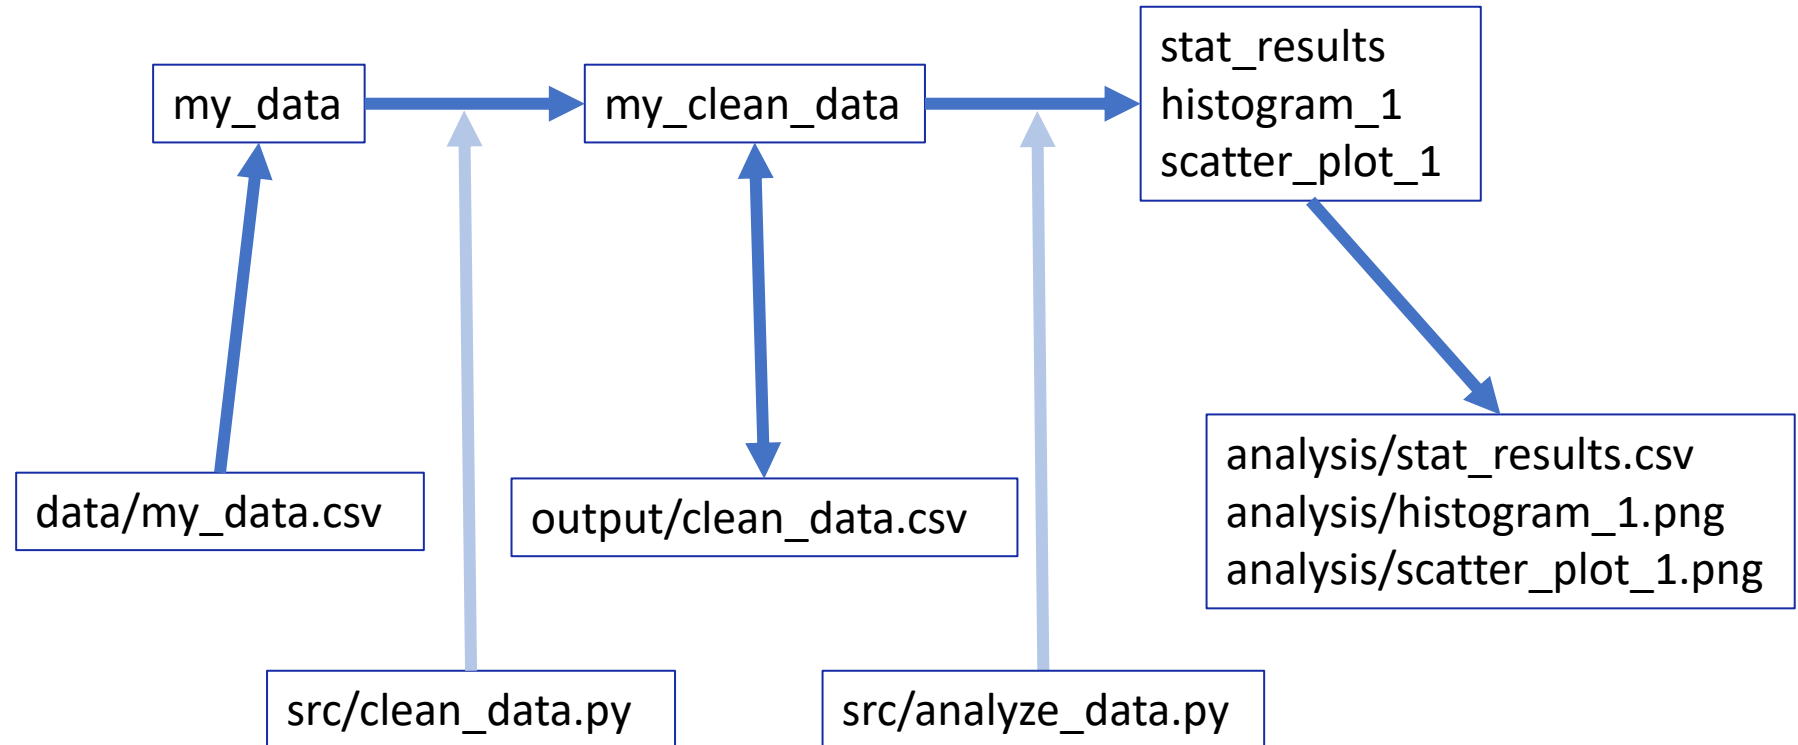 my_data
my_clean_data
stat_results
histogram_1
scatter_plot_1
data/my_data.csv
output/clean_data.csv
analysis/stat_results.csv
analysis/histogram_1.png
analysis/scatter_plot_1.png
src/clean_data.py
src/analyze_data.py